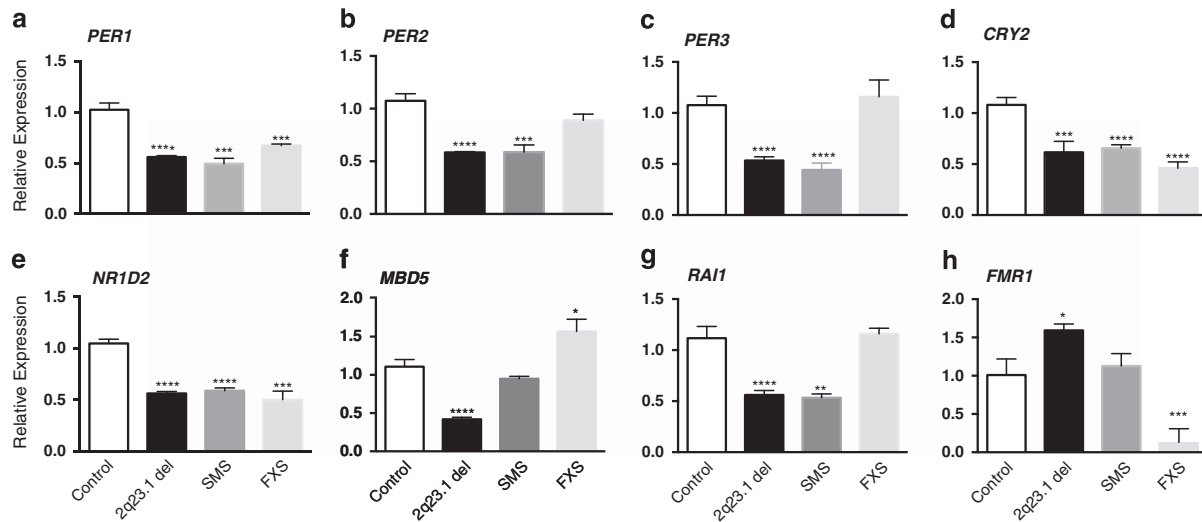 a b c d
PER1 PER2 PER3 CRY2
Relative Expression
1.5 1.5 1.5 1.5
1.0 1.0 1.0 1.0
0.5 0.5 0.5 0.5
0.0 0.0 0.0 0.0
**** *** ***
**** ***
**** ****
*** **** ****
e f g h
NR1D2 MBD5 RAI1 FMR1
Relative Expression
1.5 2.0 1.5 2.0
1.0 1.5 1.0 1.5
0.5 1.0 0.5 1.0
0.0 0.5 0.0 0.5
0.0 0.0
**** **** ***
**** *
**** **
* ***
Control 2q23.1 del SMS FXS Control 2q23.1 del SMS FXS Control 2q23.1 del SMS FXS Control 2q23.1 del SMS FXS